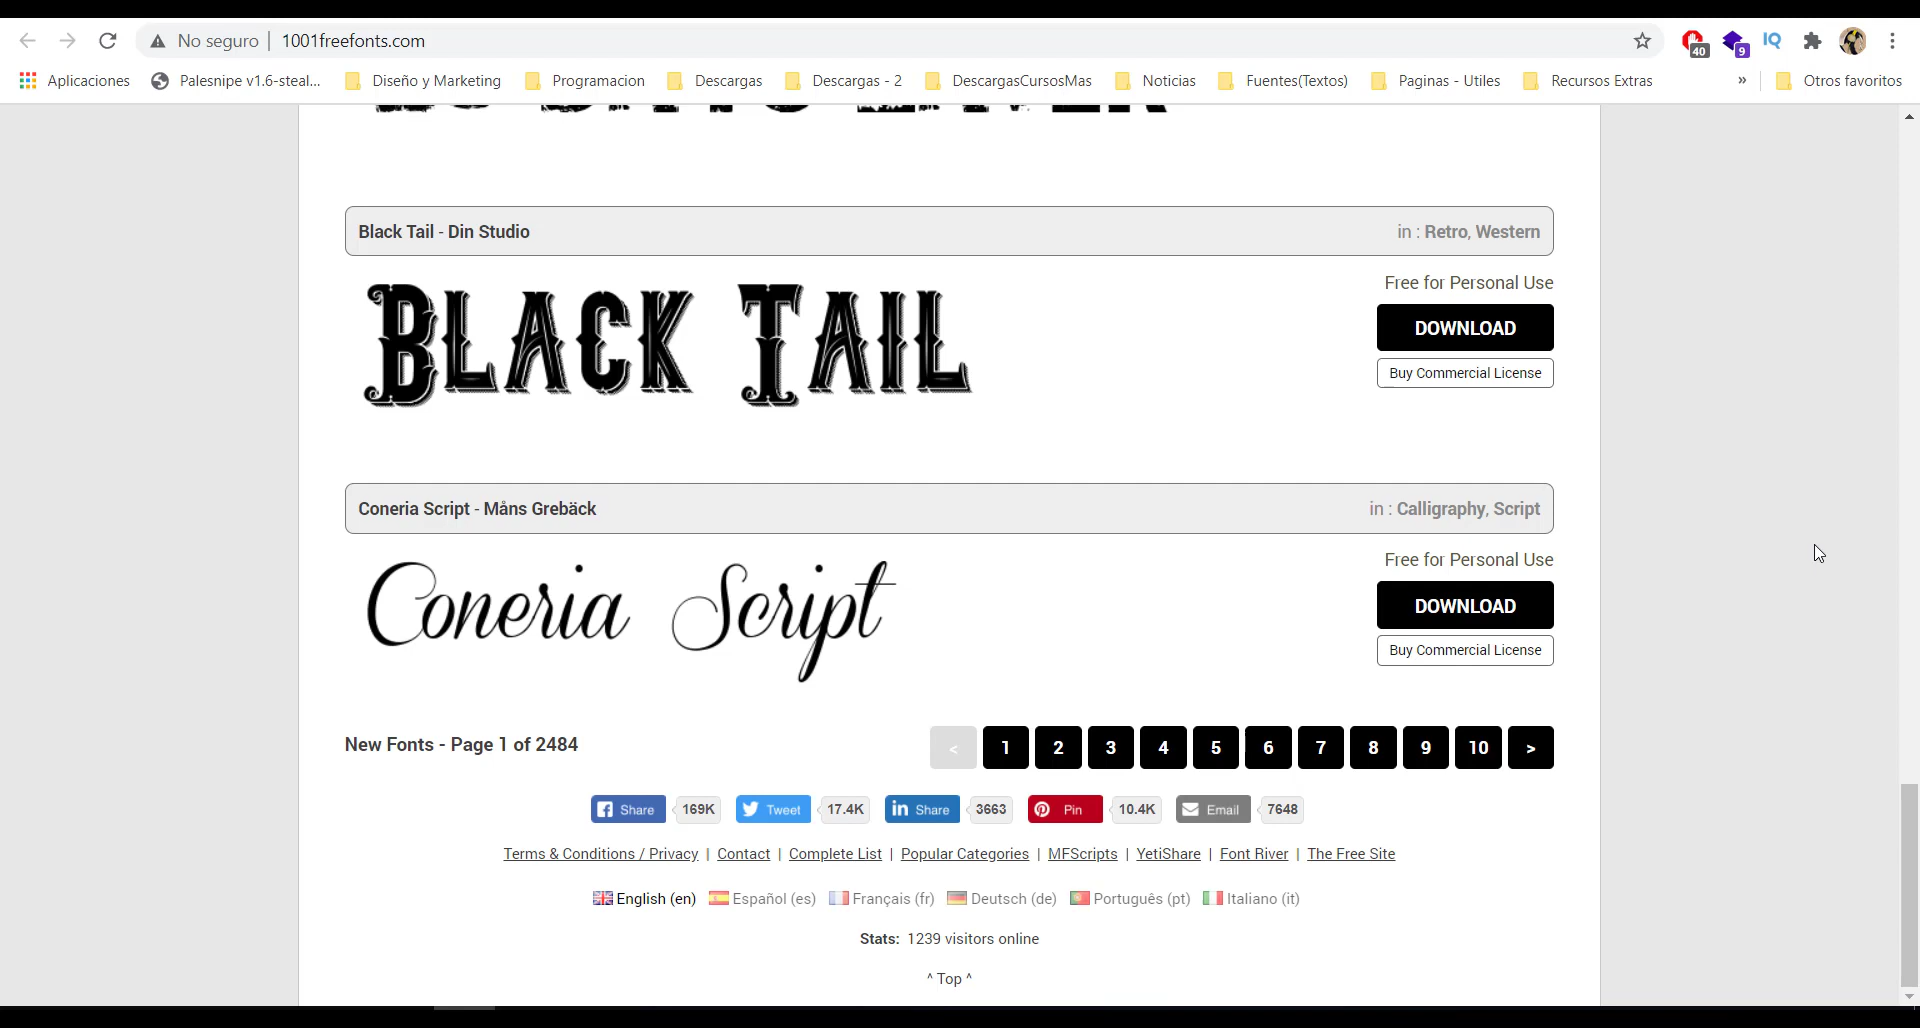 No seguro | 1001freefonts.com
40
9
IQ
Aplicaciones Palesnipe v1.6-steal... Diseño y Marketing Programacion Descargas Descargas - 2 DescargasCursosMas Noticias Fuentes(Textos) Paginas - Utiles Recursos Extras » Otros favoritos
Black Tail - Din Studio in : Retro, Western
Free for Personal Use
BLACK TAIL
DOWNLOAD
Buy Commercial License
Coneria Script - Måns Grebäck in : Calligraphy, Script
Free for Personal Use
Coneria Script
DOWNLOAD
Buy Commercial License
New Fonts - Page 1 of 2484 < 1 2 3 4 5 6 7 8 9 10 >
Share 169K Tweet 17.4K Share 3663 Pin 10.4K Email 7648
Terms & Conditions / Privacy | Contact | Complete List | Popular Categories | MFScripts | YetiShare | Font River | The Free Site
English (en) Español (es) Français (fr) Deutsch (de) Português (pt) Italiano (it)
Stats: 1239 visitors online
^ Top ^